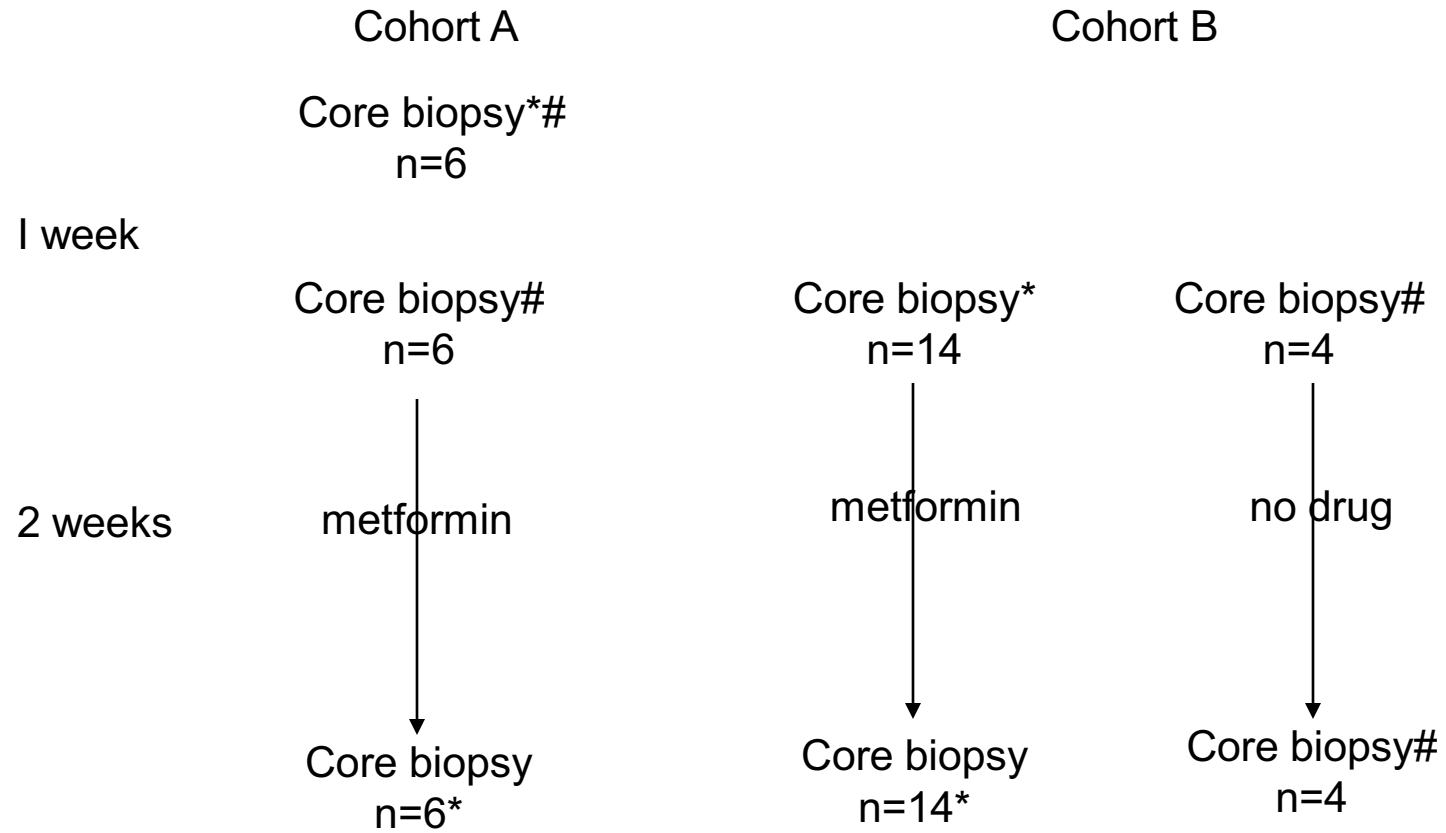 Cohort A
Cohort B
Core biopsy*#
n=6
I week
Core biopsy#
n=6
Core biopsy*
n=14
Core biopsy#
n=4
2 weeks
metformin
metformin
no drug
Core biopsy
n=6*
Core biopsy
n=14*
Core biopsy#
n=4